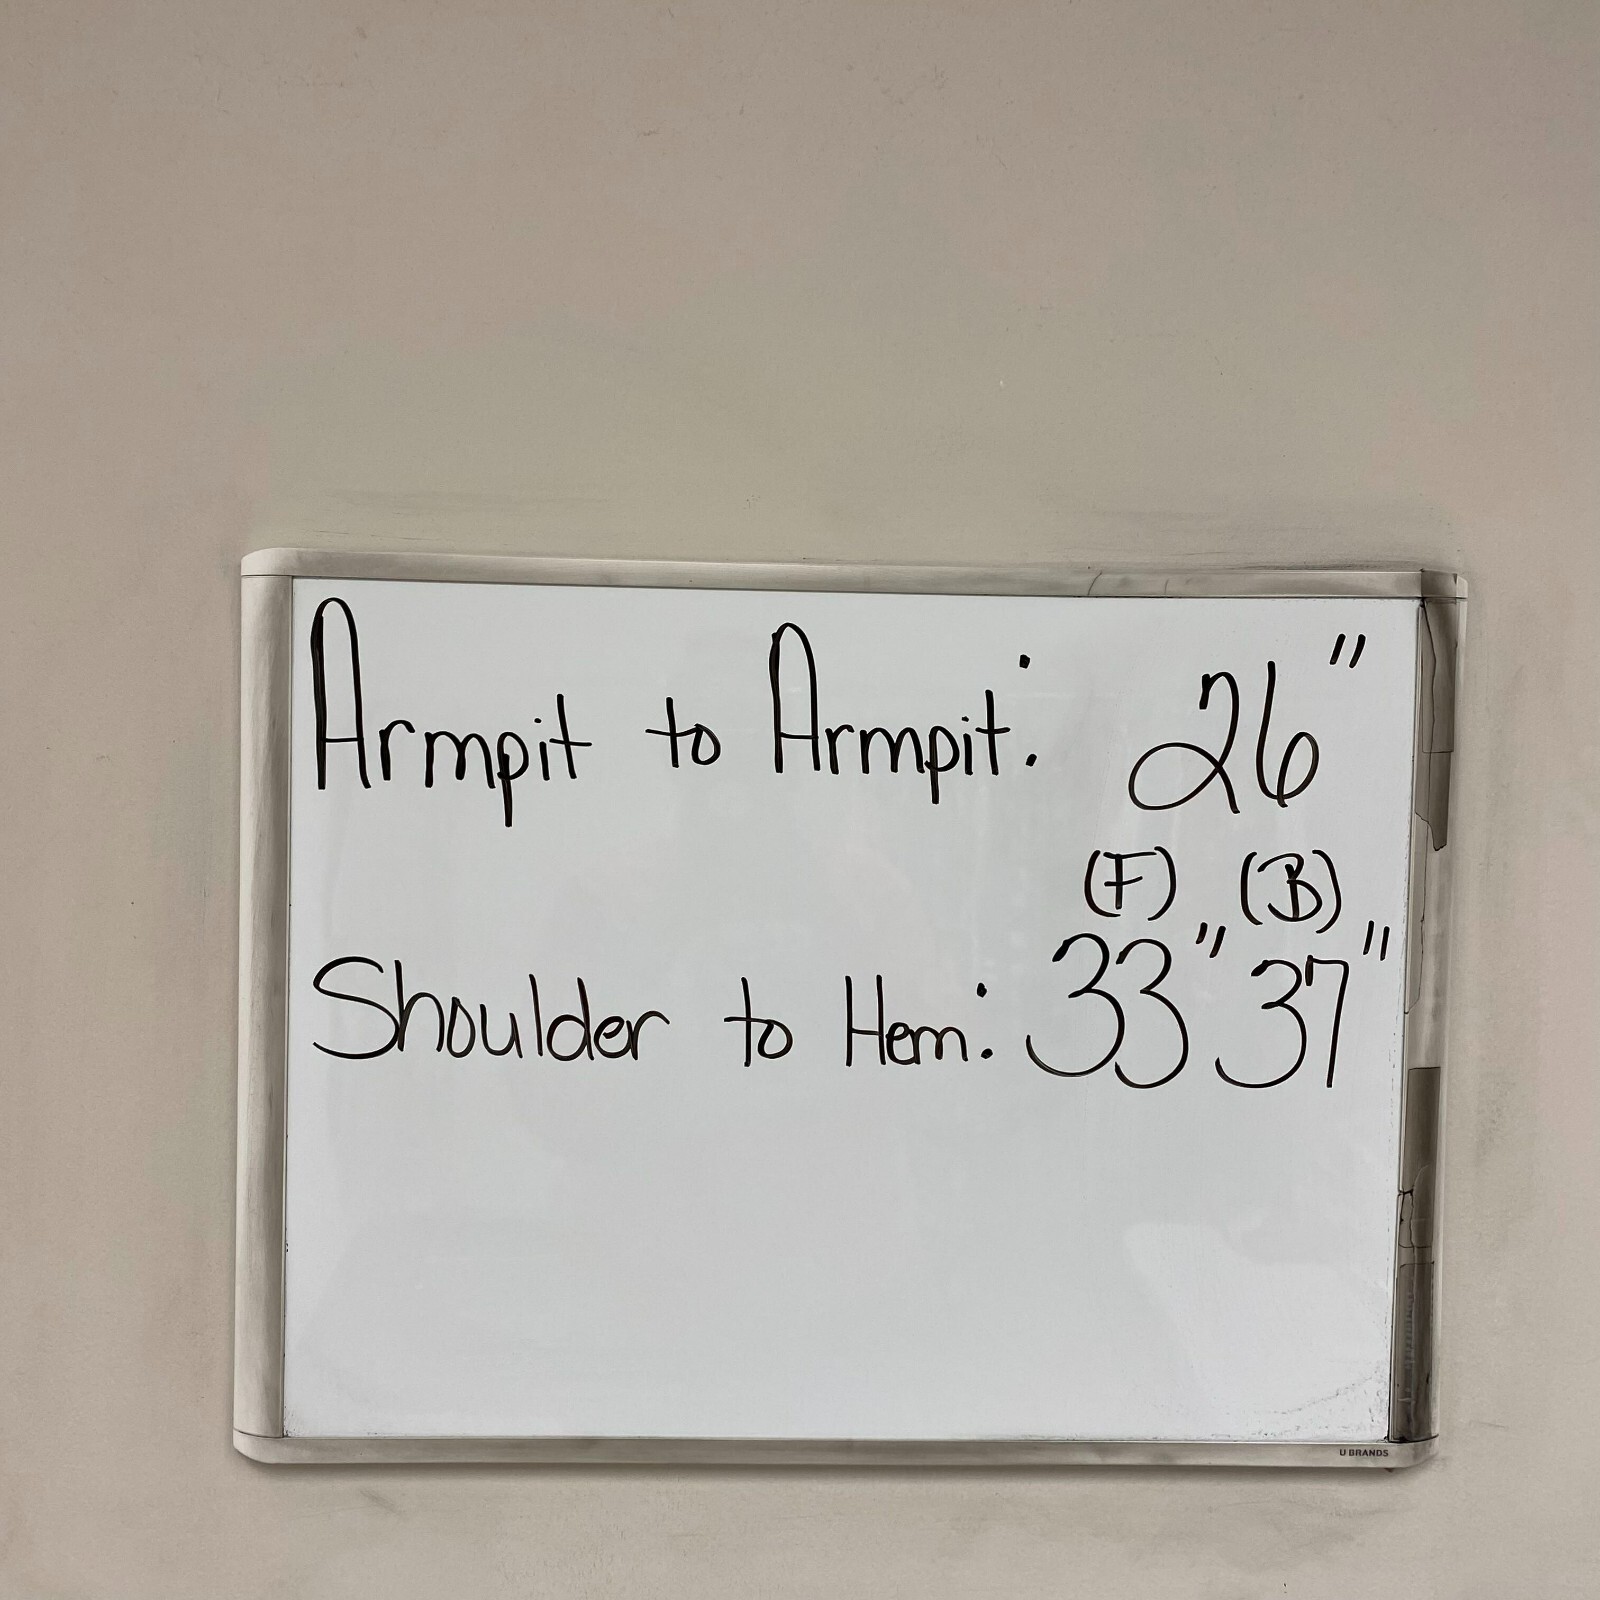 Armpit to Armpit: 26"
(F) (B)
Shoulder to Hem: 33" 37"
U BRANDS